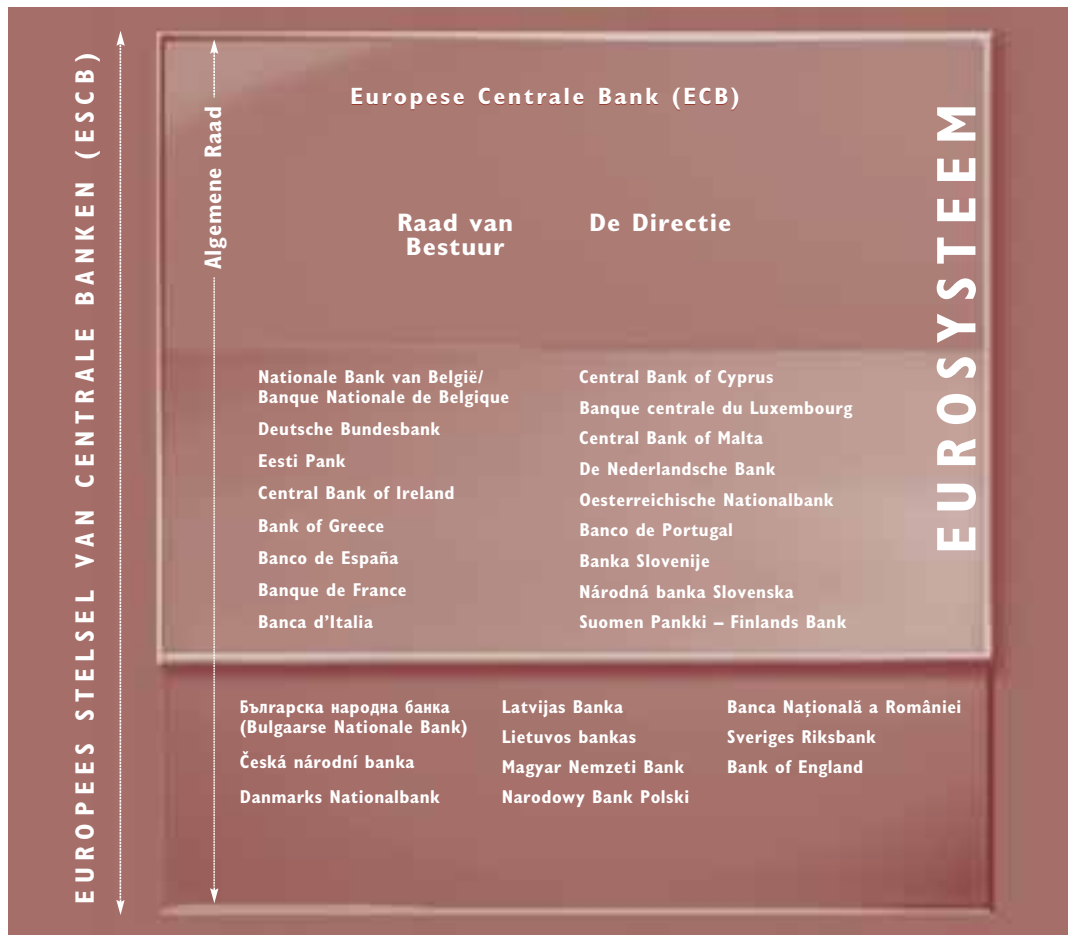 EUROPEES STELSEL VAN CENTRALE BANKEN (ESCB)
Algemene Raad
Europese Centrale Bank (ECB)
Raad van
Bestuur
De Directie
EUROSYSTEEM
Nationale Bank van België/
Banque Nationale de Belgique
Deutsche Bundesbank
Eesti Pank
Central Bank of Ireland
Bank of Greece
Banco de España
Banque de France
Banca d’Italia
Central Bank of Cyprus
Banque centrale du Luxembourg
Central Bank of Malta
De Nederlandsche Bank
Oesterreichische Nationalbank
Banco de Portugal
Banka Slovenije
Národná banka Slovenska
Suomen Pankki – Finlands Bank
Българска народна банка
(Bulgaarse Nationale Bank)
Česká národní banka
Danmarks Nationalbank
Latvijas Banka
Lietuvos bankas
Magyar Nemzeti Bank
Narodowy Bank Polski
Banca Națională a României
Sveriges Riksbank
Bank of England